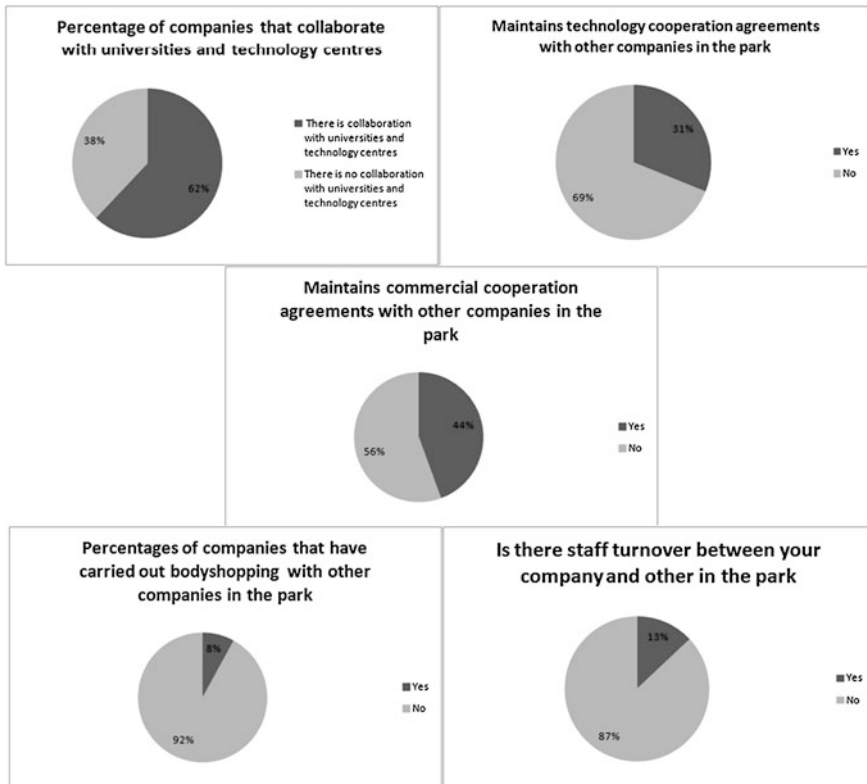 Percentage of companies that collaborate
with universities and technology centres
38%
62%
There is collaboration
with universities and
technology centres
There is no collaboration
with universities and
technology centres
Maintains technology cooperation agreements
with other companies in the park
31%
69%
Yes
No
Maintains commercial cooperation
agreements with other companies in the
park
44%
56%
Yes
No
Percentages of companies that have
carried out bodyshopping with other
companies in the park
8%
92%
Yes
No
Is there staff turnover between your
company and other in the park
13%
87%
Yes
No